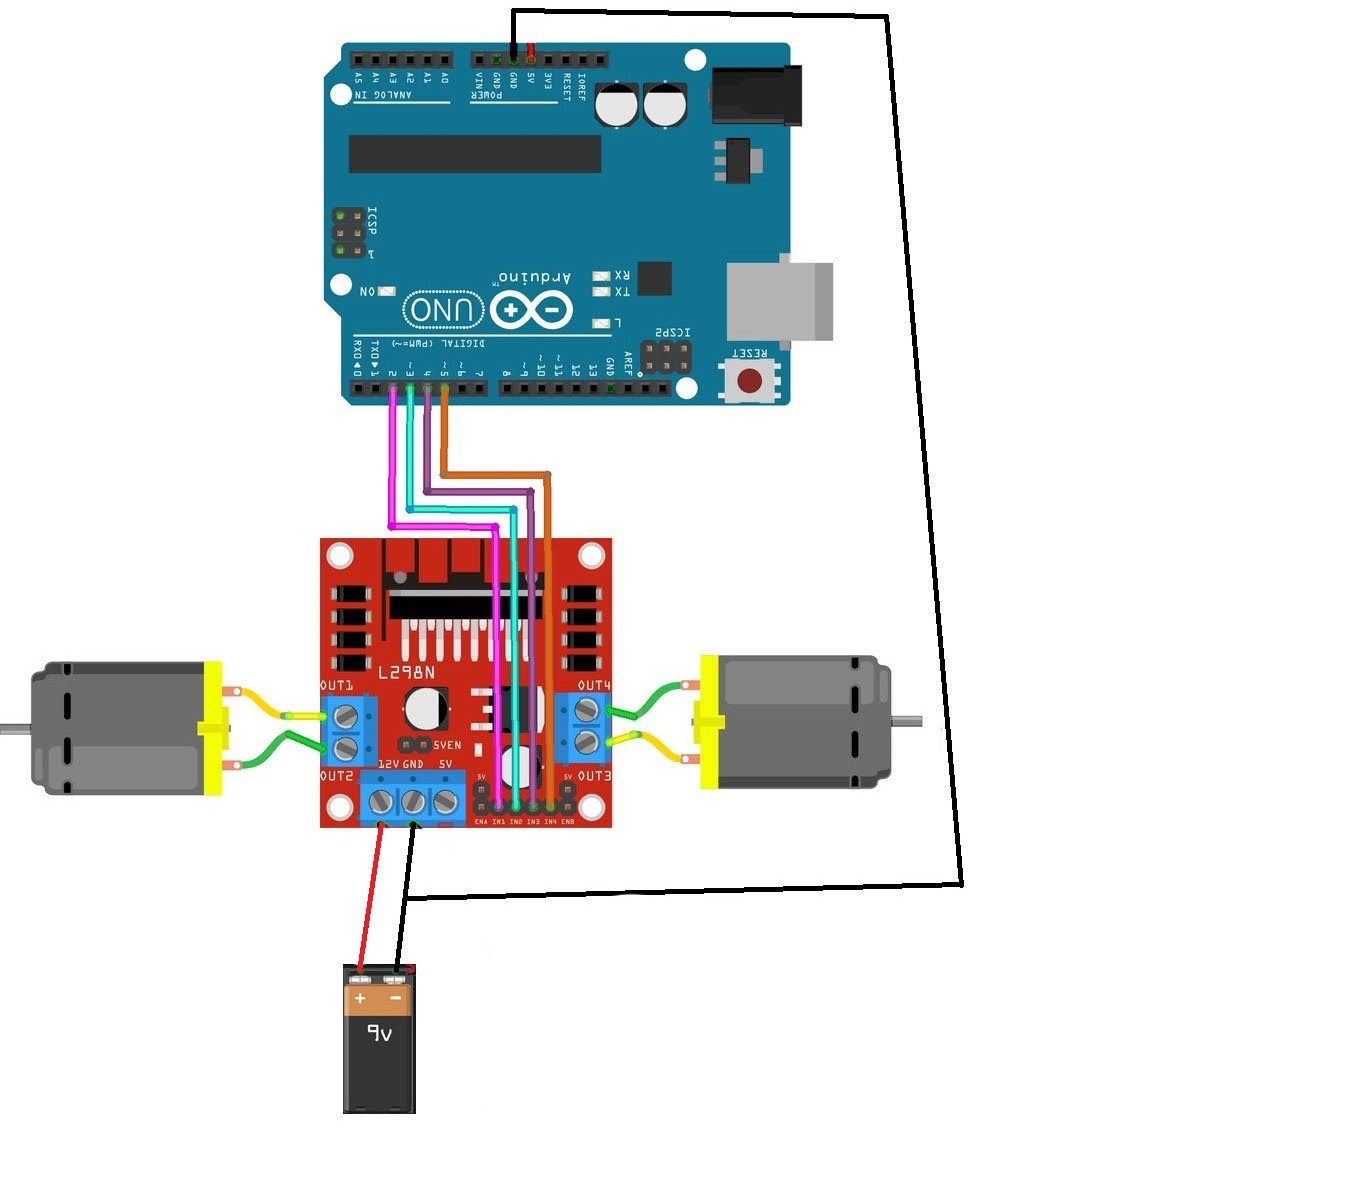 A5 A4 A3 A2 A1 A0
VIN GND GND 5V 3V3 RESET IOREF
ANALOG IN
POWER
ICSP
1
ON
Arduino
TM
UNO
RX
TX
L
ICSP2
RESET
DIGITAL (PWM=~)
RX0◄ TX0►
0 1 2 ~3 4 ~5 ~6 7 8 ~9 ~10 ~11 12 13 GND AREF
L298N
OUT1
OUT4
5VEN
OUT2
12V GND 5V
5V
5V
OUT3
ENA IN1 IN2 IN3 IN4 ENB
+ −
9v